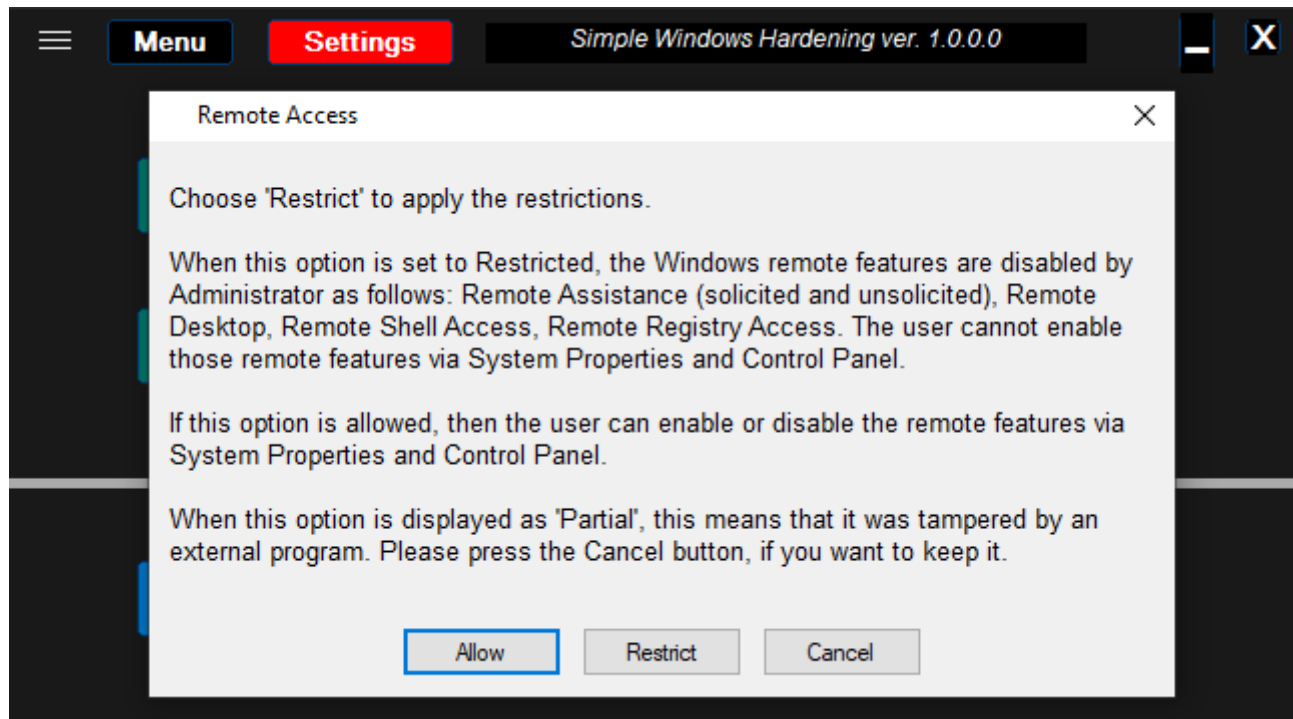 Menu
Settings
Simple Windows Hardening ver. 1.0.0.0
_
X
Remote Access
Choose 'Restrict' to apply the restrictions.
When this option is set to Restricted, the Windows remote features are disabled by
Administrator as follows: Remote Assistance (solicited and unsolicited), Remote
Desktop, Remote Shell Access, Remote Registry Access. The user cannot enable
those remote features via System Properties and Control Panel.
If this option is allowed, then the user can enable or disable the remote features via
System Properties and Control Panel.
When this option is displayed as 'Partial', this means that it was tampered by an
external program. Please press the Cancel button, if you want to keep it.
Allow
Restrict
Cancel